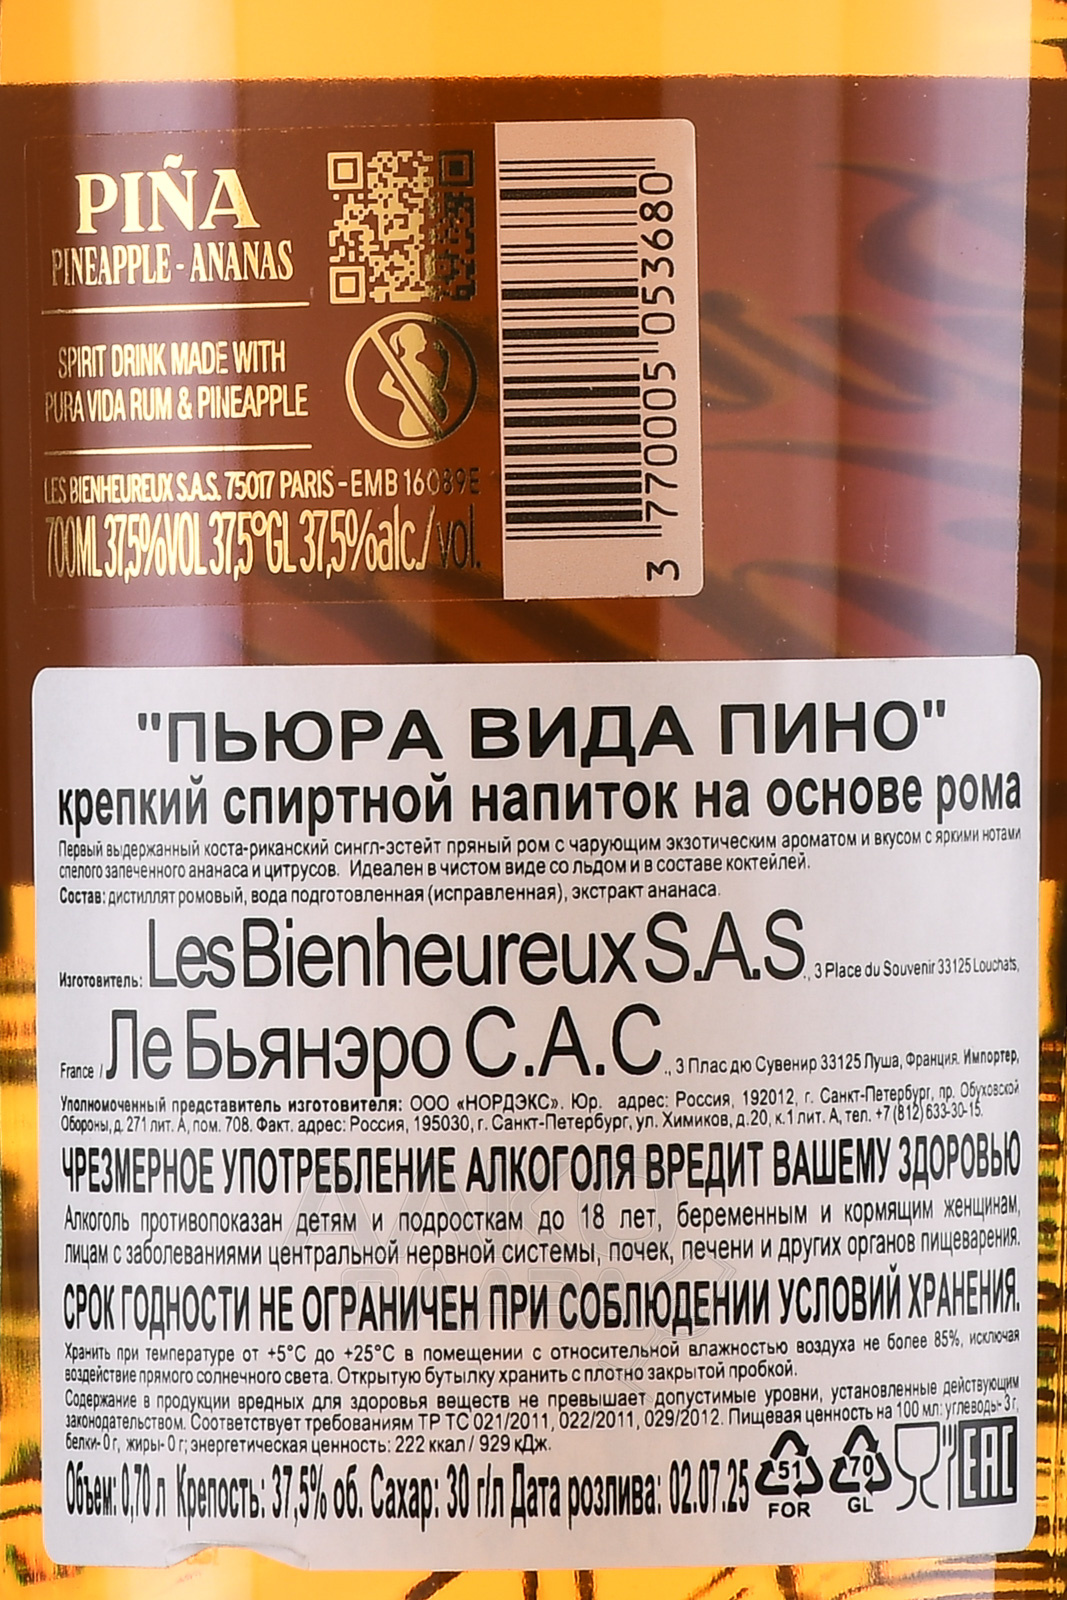 PIÑA
PINEAPPLE - ANANAS
SPIRIT DRINK MADE WITH
PURA VIDA RUM & PINEAPPLE
LES BIENHEUREUX S.A.S. 75017 PARIS - EMB 16089E
700ML 37,5%VOL 37,5°GL 37,5%alc./vol.
3 770005 053680
"ПЬЮРА ВИДА ПИНО"
крепкий спиртной напиток на основе рома
Первый выдержанный коста-риканский сингл-эстейт пряный ром с чарующим экзотическим ароматом и вкусом с яркими нотами
спелого запеченного ананаса и цитрусов. Идеален в чистом виде со льдом и в составе коктейлей.
Состав: дистиллят ромовый, вода подготовленная (исправленная), экстракт ананаса.
Изготовитель: Les Bienheureux S.A.S., 3 Place du Souvenir 33125 Louchats,
France / Ле Бьянэро С.А.С., 3 Плас дю Сувенир 33125 Луша, Франция. Импортер,
Уполномоченный представитель изготовителя: ООО «НОРДЭКС». Юр. адрес: Россия, 192012, г. Санкт-Петербург, пр. Обуховской
Обороны, д. 271 лит. А, пом. 708. Факт. адрес: Россия, 195030, г. Санкт-Петербург, ул. Химиков, д.20, к.1 лит. А, тел. +7 (812) 633-30-15.
ЧРЕЗМЕРНОЕ УПОТРЕБЛЕНИЕ АЛКОГОЛЯ ВРЕДИТ ВАШЕМУ ЗДОРОВЬЮ
Алкоголь противопоказан детям и подросткам до 18 лет, беременным и кормящим женщинам,
лицам с заболеваниями центральной нервной системы, почек, печени и других органов пищеварения.
СРОК ГОДНОСТИ НЕ ОГРАНИЧЕН ПРИ СОБЛЮДЕНИИ УСЛОВИЙ ХРАНЕНИЯ.
Хранить при температуре от +5°С до +25°С в помещении с относительной влажностью воздуха не более 85%, исключая
воздействие прямого солнечного света. Открытую бутылку хранить с плотно закрытой пробкой.
Содержание в продукции вредных для здоровья веществ не превышает допустимые уровни, установленные действующим
законодательством. Соответствует требованиям ТР ТС 021/2011, 022/2011, 029/2012. Пищевая ценность на 100 мл: углеводы- 3 г,
белки- 0 г, жиры- 0 г; энергетическая ценность: 222 ккал / 929 кДж.
Объем: 0,70 л Крепость: 37,5% об. Сахар: 30 г/л Дата розлива: 02.07.25
51 FOR
70 GL
EAC